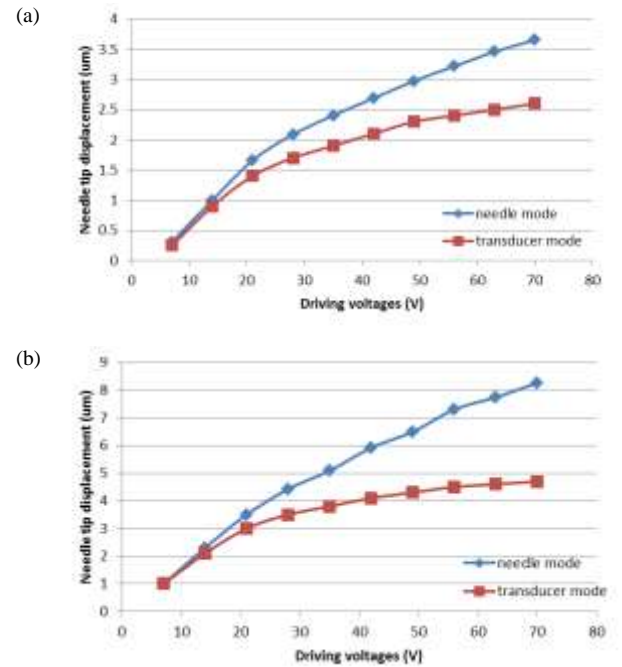 (a)
Needle tip displacement (um)
4
3.5
3
2.5
2
1.5
1
0.5
0
needle mode
transducer mode
0 10 20 30 40 50 60 70 80
Driving voltages (V)
(b)
Needle tip displacement (um)
9
8
7
6
5
4
3
2
1
0
needle mode
transducer mode
0 10 20 30 40 50 60 70 80
Driving voltages (V)